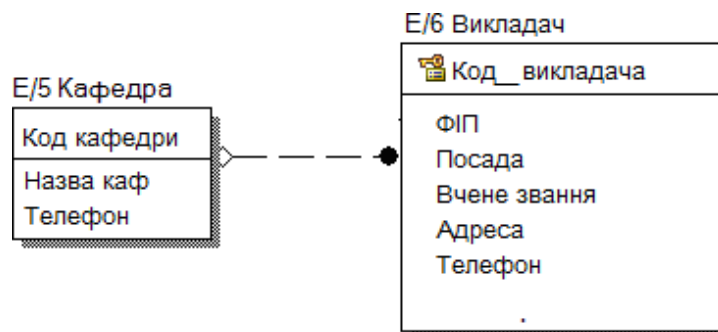 Е/6 Викладач
Код__викладача
ФІП
Посада
Вчене звання
Адреса
Телефон
.
Е/5 Кафедра
Код кафедри
Назва каф
Телефон